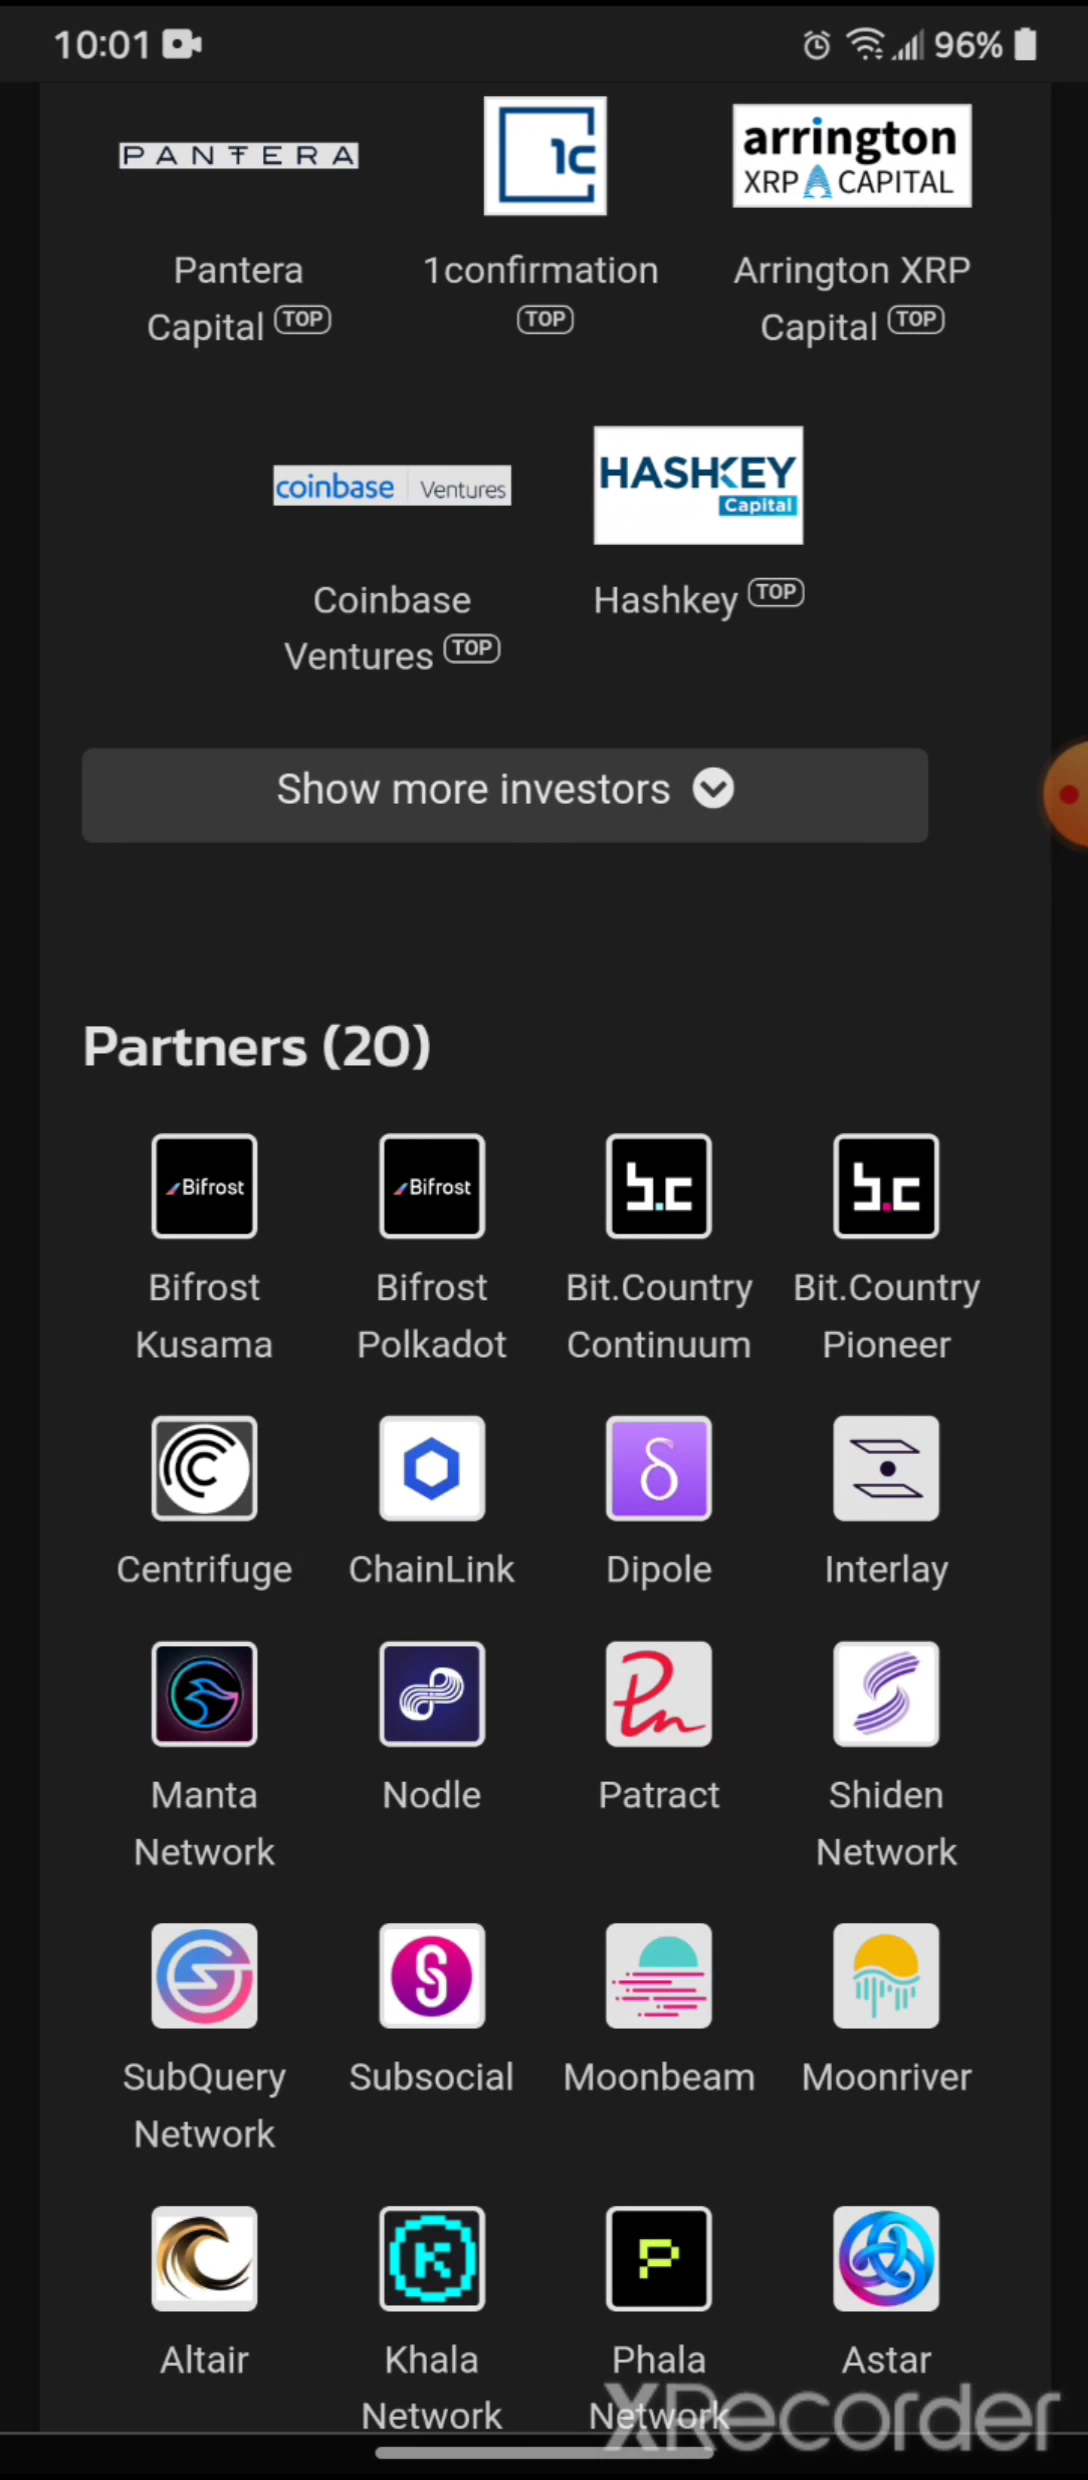 10:01 96%
PANTERA 1c arrington
XRP CAPITAL
Pantera 1confirmation Arrington XRP
Capital TOP TOP Capital TOP
coinbase Ventures HASHKEY
Capital
Coinbase Hashkey TOP
Ventures TOP
Show more investors
Partners (20)
Bifrost Bifrost b.c b.c
Bifrost Bifrost Bit.Country Bit.Country
Kusama Polkadot Continuum Pioneer
δ
Centrifuge ChainLink Dipole Interlay
Pn
Manta Nodle Patract Shiden
Network Network
SubQuery Subsocial Moonbeam Moonriver
Network
K P
Altair Khala Phala Astar
Network Network
XRecorder